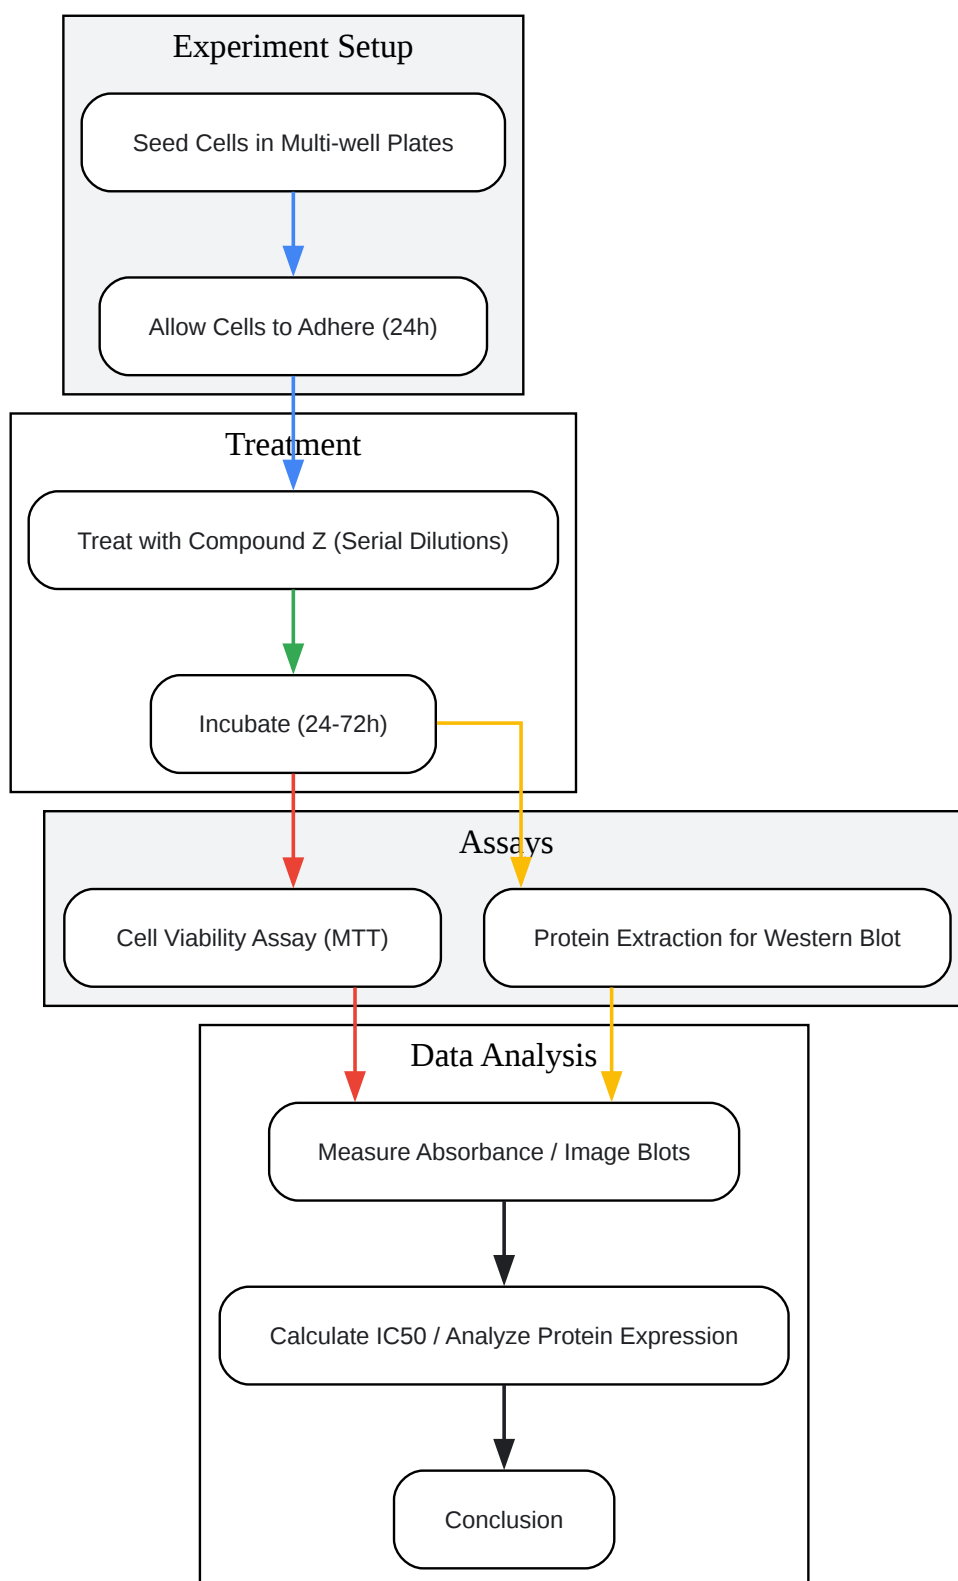 Experiment Setup
Seed Cells in Multi-well Plates
Allow Cells to Adhere (24h)
Treatment
Treat with Compound Z (Serial Dilutions)
Incubate (24-72h)
Assays
Cell Viability Assay (MTT)
Protein Extraction for Western Blot
Data Analysis
Measure Absorbance / Image Blots
Calculate IC50 / Analyze Protein Expression
Conclusion